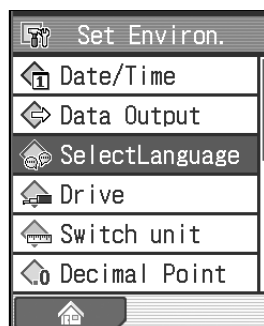 Set Environ.
Date/Time
Data Output
SelectLanguage
Drive
Switch unit
Decimal Point